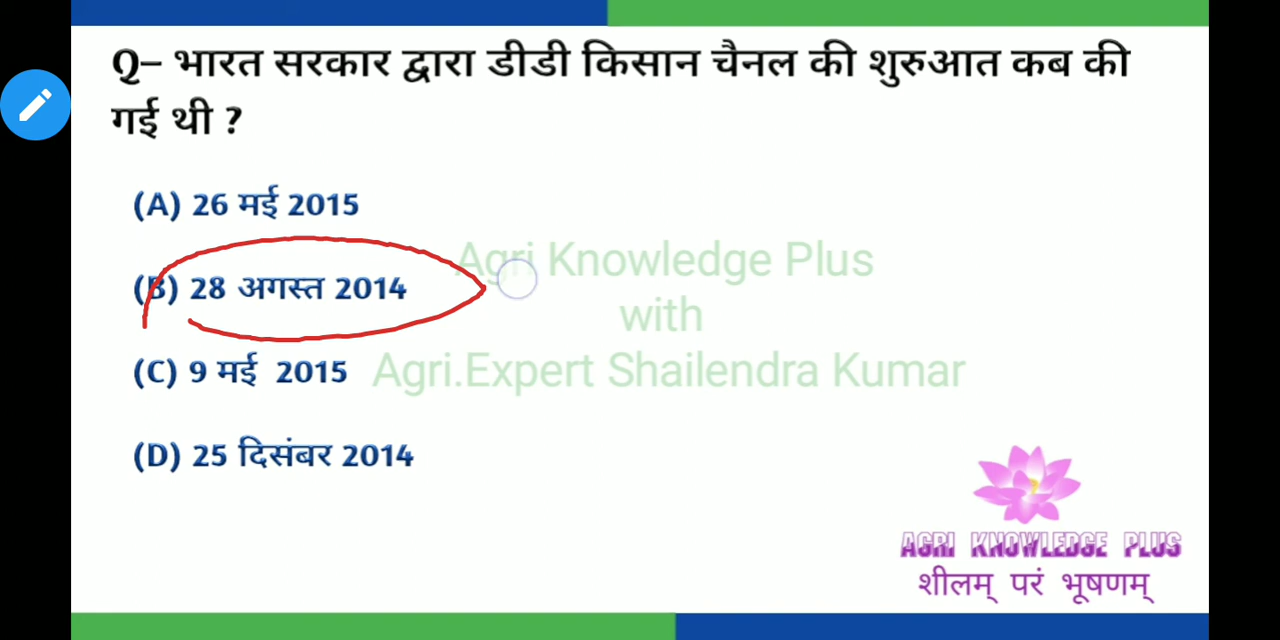 Q– भारत सरकार द्वारा डीडी किसान चैनल की शुरुआत कब की
गई थी ?
(A) 26 मई 2015
(B) 28 अगस्त 2014
(C) 9 मई 2015
(D) 25 दिसंबर 2014
Agri Knowledge Plus
with
Agri.Expert Shailendra Kumar
AGRI KNOWLEDGE PLUS
शीलम् परं भूषणम्